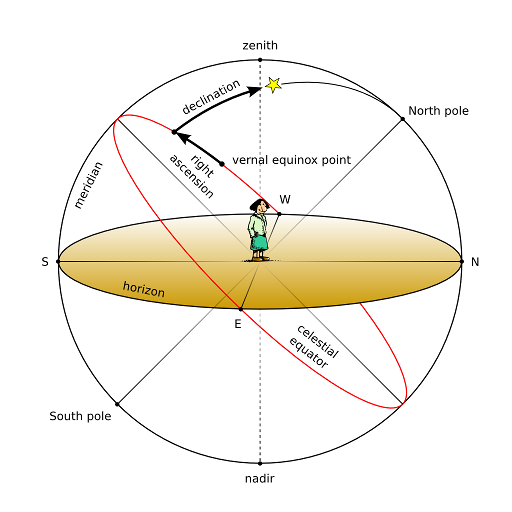 zenith
declination
North pole
right
ascension
vernal equinox point
meridian
W
S
N
horizon
E
celestial
equator
South pole
nadir